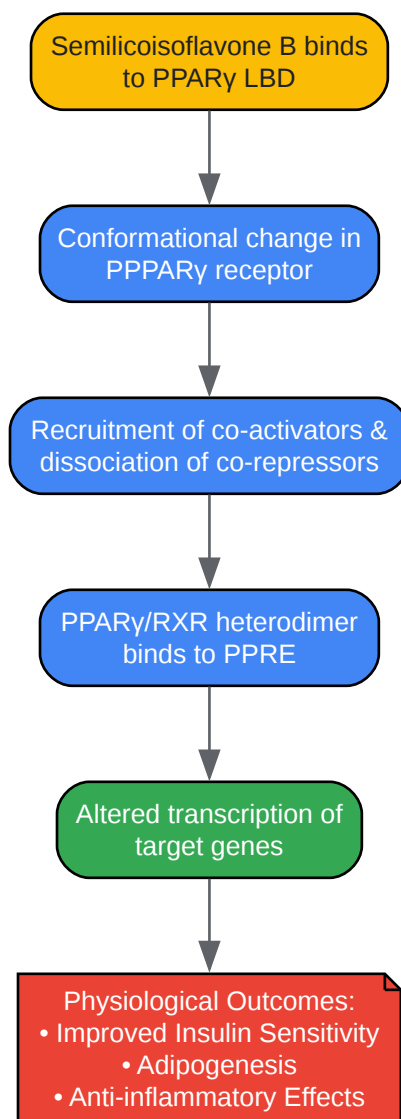 Semilicoisoflavone B binds
to PPARγ LBD
Conformational change in
PPPARγ receptor
Recruitment of co-activators &
dissociation of co-repressors
PPARγ/RXR heterodimer
binds to PPRE
Altered transcription of
target genes
Physiological Outcomes:
• Improved Insulin Sensitivity
• Adipogenesis
• Anti-inflammatory Effects